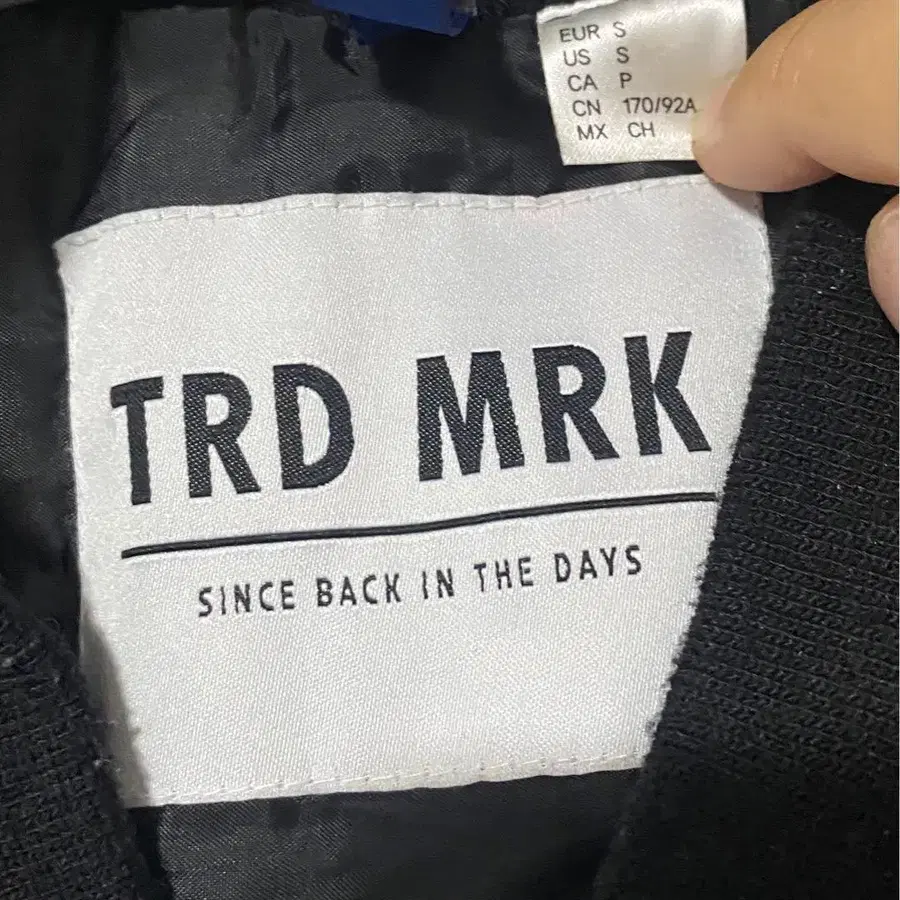 EUR S
US S
CA P
CN 170/92A
MX CH
TRD MRK
SINCE BACK IN THE DAYS